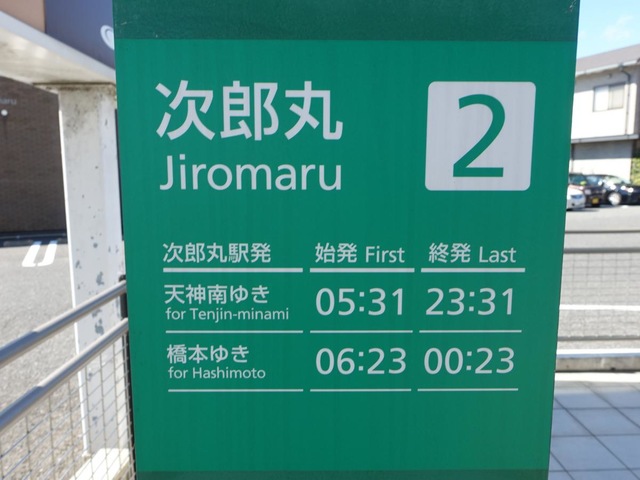 次郎丸
Jiromaru
2
次郎丸駅発 始発 First 終発 Last
天神南ゆき
for Tenjin-minami 05:31 23:31
橋本ゆき
for Hashimoto 06:23 00:23